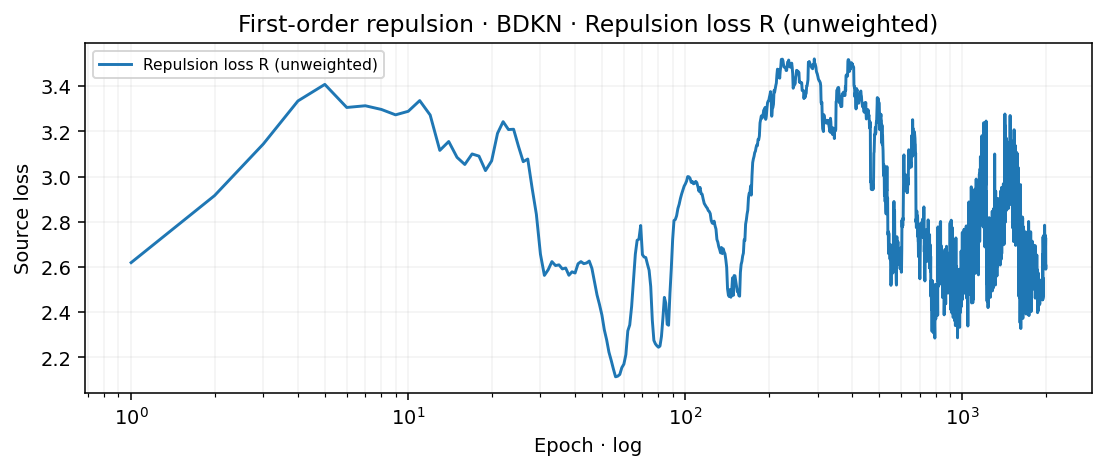 First-order repulsion · BDKN · Repulsion loss R (unweighted)
Repulsion loss R (unweighted)
Source loss
3.4
3.2
3.0
2.8
2.6
2.4
2.2
10⁰ 10¹ 10² 10³
Epoch · log